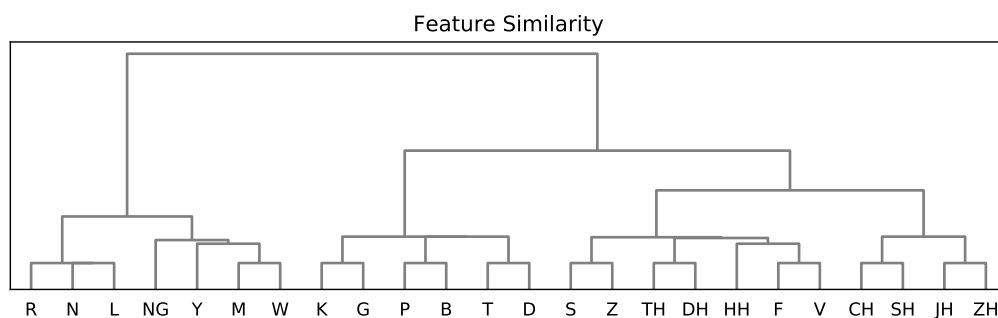 Feature Similarity
R N L NG Y M W K G P B T D S Z TH DH HH F V CH SH JH ZH